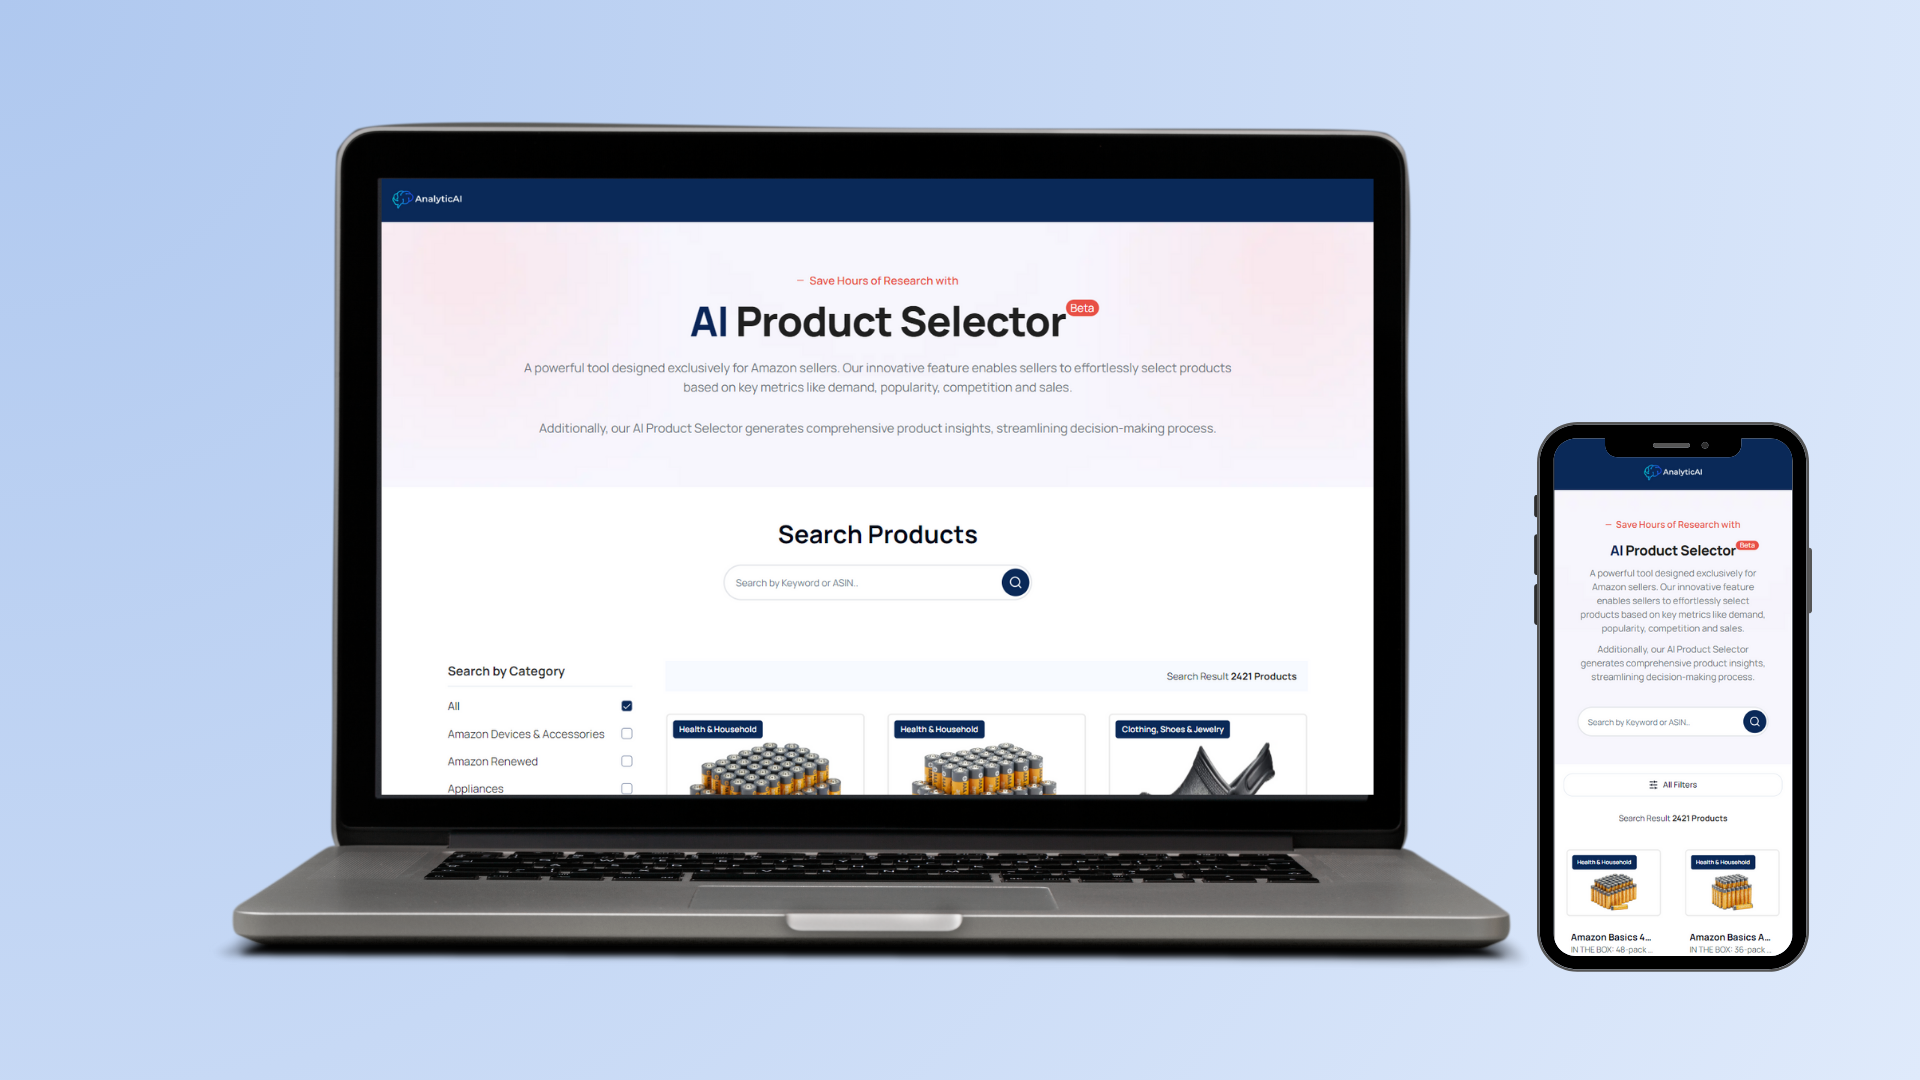 AnalyticAI
— Save Hours of Research with
AI Product Selector Beta
A powerful tool designed exclusively for Amazon sellers. Our innovative feature enables sellers to effortlessly select products
based on key metrics like demand, popularity, competition and sales.
Additionally, our AI Product Selector generates comprehensive product insights, streamlining decision-making process.
Search Products
Search by Keyword or ASIN...
Search by Category
All
Amazon Devices & Accessories
Amazon Renewed
Appliances
Search Result 2421 Products
Health & Household
Health & Household
Clothing, Shoes & Jewelry
AnalyticAI
— Save Hours of Research with
AI Product Selector Beta
A powerful tool designed exclusively for
Amazon sellers. Our innovative feature
enables sellers to effortlessly select
products based on key metrics like demand,
popularity, competition and sales.
Additionally, our AI Product Selector
generates comprehensive product insights,
streamlining decision-making process.
Search by Keyword or ASIN...
All Filters
Search Result 2421 Products
Health & Household
Health & Household
Amazon Basics 4...
IN THE BOX: 48-pack ...
Amazon Basics A...
IN THE BOX: 36-pack ...